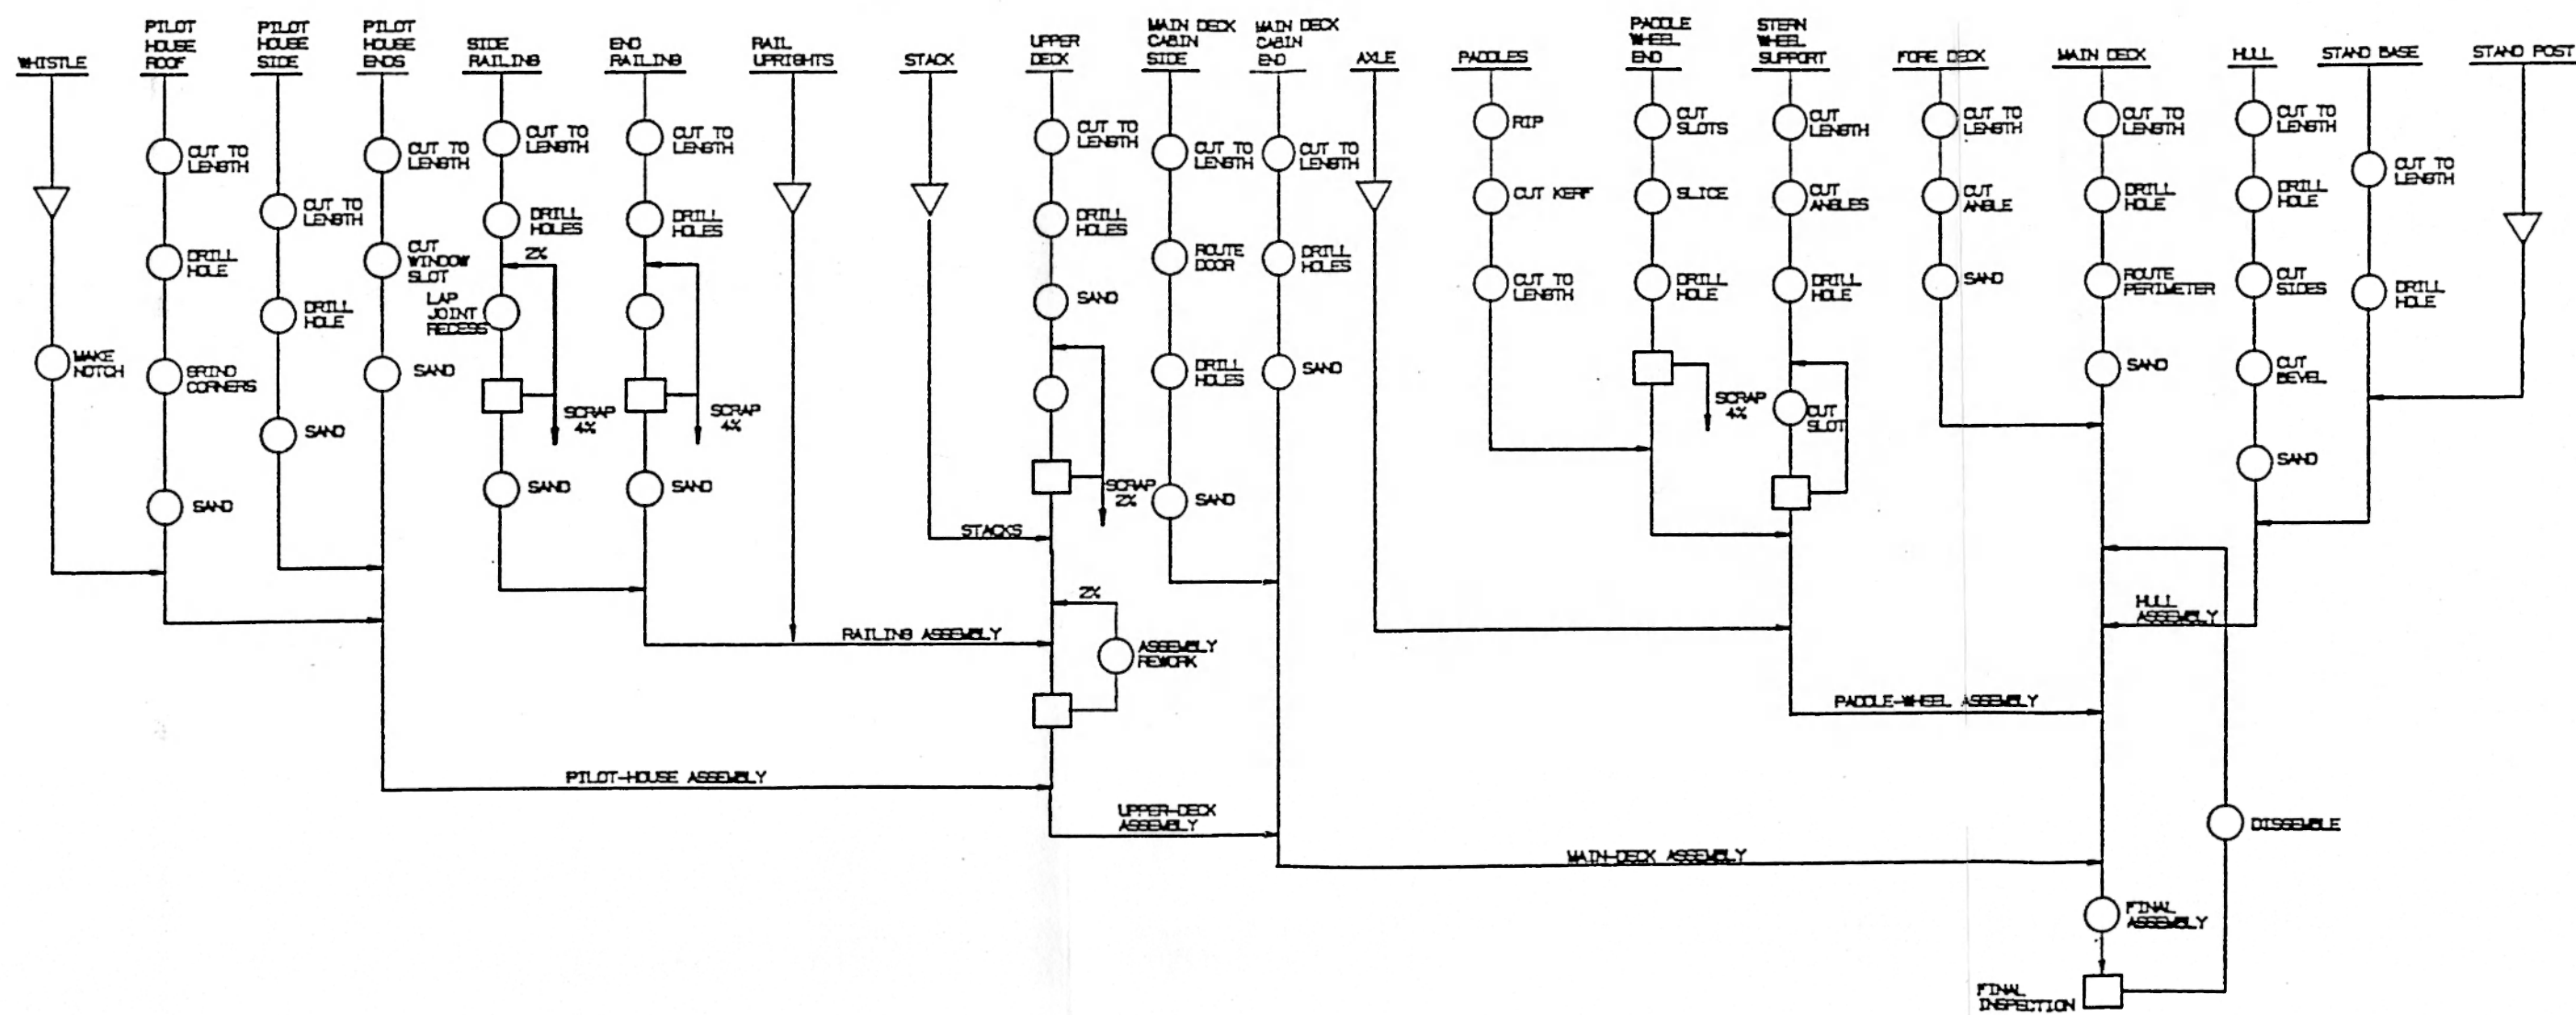 WHISTLE
PILOT
HOUSE
ROOF
PILOT
HOUSE
SIDE
PILOT
HOUSE
ENDS
SIDE
RAILING
END
RAILING
RAIL
UPRIGHTS
STACK
UPPER
DECK
MAIN DECK
CABIN
SIDE
MAIN DECK
CABIN
END
AXLE
PADDLES
PADDLE
WHEEL
END
STERN
WHEEL
SUPPORT
FORE DECK
MAIN DECK
HULL
STAND BASE
STAND POST
MAKE
NOTCH
CUT TO
LENGTH
DRILL
HOLE
GRIND
CORNERS
SAND
CUT TO
LENGTH
DRILL
HOLE
SAND
CUT TO
LENGTH
CUT
WINDOW
SLOT
SAND
CUT TO
LENGTH
DRILL
HOLES
2%
LAP
JOINT
RECESS
SCRAP
4%
SAND
CUT TO
LENGTH
DRILL
HOLES
SCRAP
4%
SAND
RAILING ASSEMBLY
STACKS
CUT TO
LENGTH
DRILL
HOLES
SAND
SCRAP
2%
2%
ASSEMBLY
REWORK
PILOT-HOUSE ASSEMBLY
UPPER-DECK
ASSEMBLY
CUT TO
LENGTH
ROUTE
DOOR
DRILL
HOLES
SAND
CUT TO
LENGTH
DRILL
HOLES
SAND
MAIN-DECK ASSEMBLY
RIP
CUT KERF
CUT TO
LENGTH
CUT
SLOTS
SLICE
DRILL
HOLE
SCRAP
4%
CUT
LENGTH
CUT
ANGLES
DRILL
HOLE
CUT
SLOT
PADDLE-WHEEL ASSEMBLY
CUT TO
LENGTH
CUT
ANGLE
SAND
CUT TO
LENGTH
DRILL
HOLE
ROUTE
PERIMETER
SAND
HULL
ASSEMBLY
CUT TO
LENGTH
DRILL
HOLE
CUT
SIDES
CUT
BEVEL
SAND
CUT TO
LENGTH
DRILL
HOLE
DISSEMBLE
FINAL
ASSEMBLY
FINAL
INSPECTION